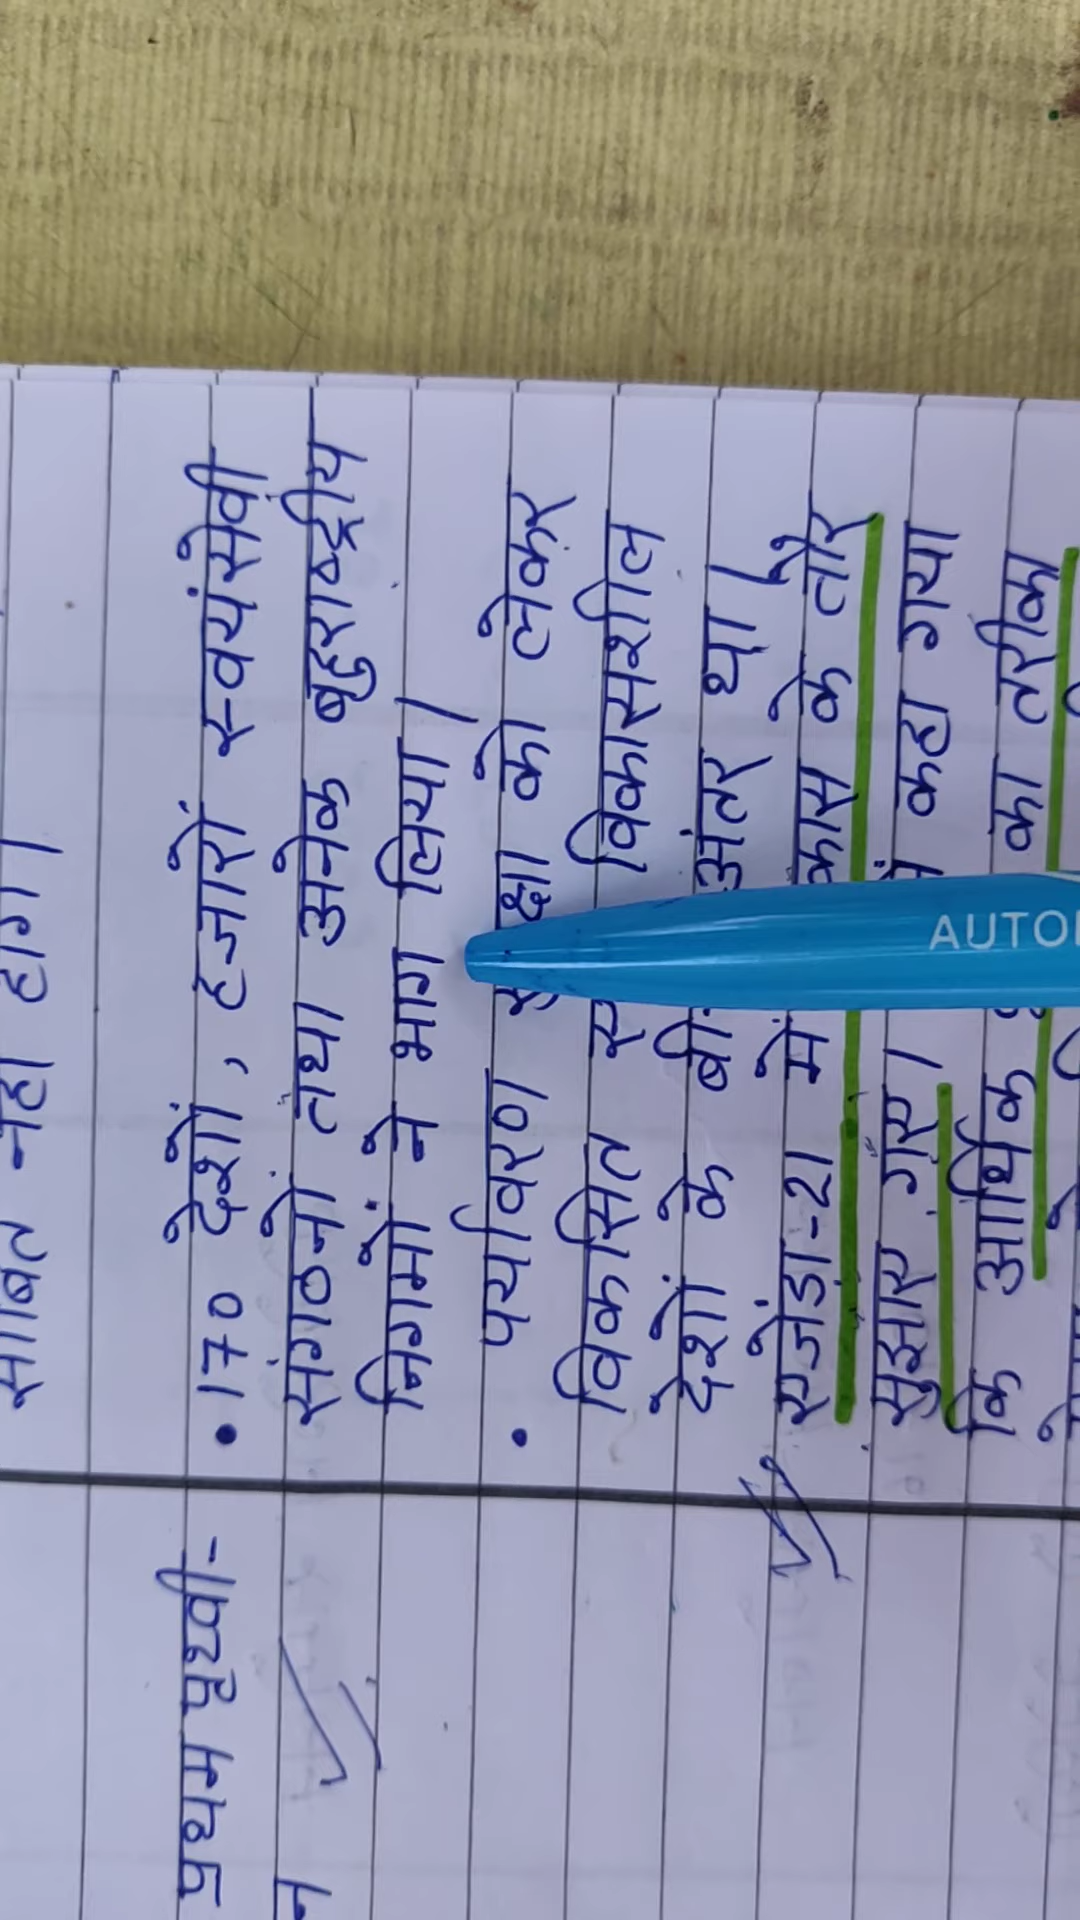 साबित नहीं होगा।
प्रथम पृथ्वी-
• 170 देशों, हजारों स्वयंसेवी
संगठनों तथा अनेक बहुराष्ट्रीय
निगमों ने भाग लिया।
• पर्यावरण को लेकर
विकसित विकासशील
देशों के अंतर था।
एजेंडा-21 में के तौर
सुझाए गए। कहा गया
कि आर्थिक का तरीका
AUTO